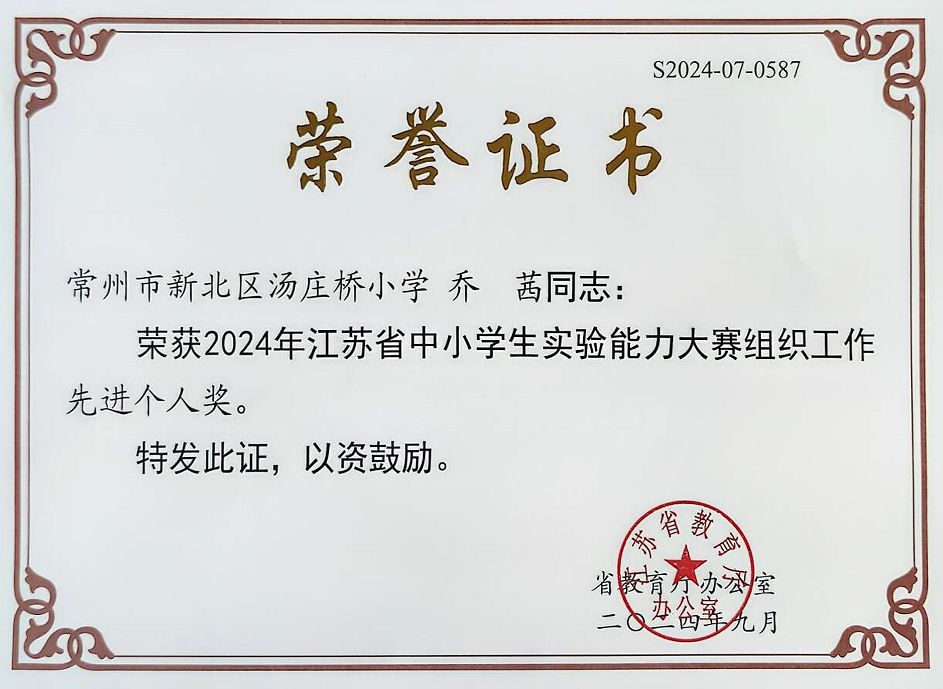 S2024-07-0587
荣誉证书
常州市新北区汤庄桥小学 乔 茜同志：
荣获2024年江苏省中小学生实验能力大赛组织工作
先进个人奖。
特发此证，以资鼓励。
江苏省教育厅
办公室
省教育厅办公室
二〇二四年九月